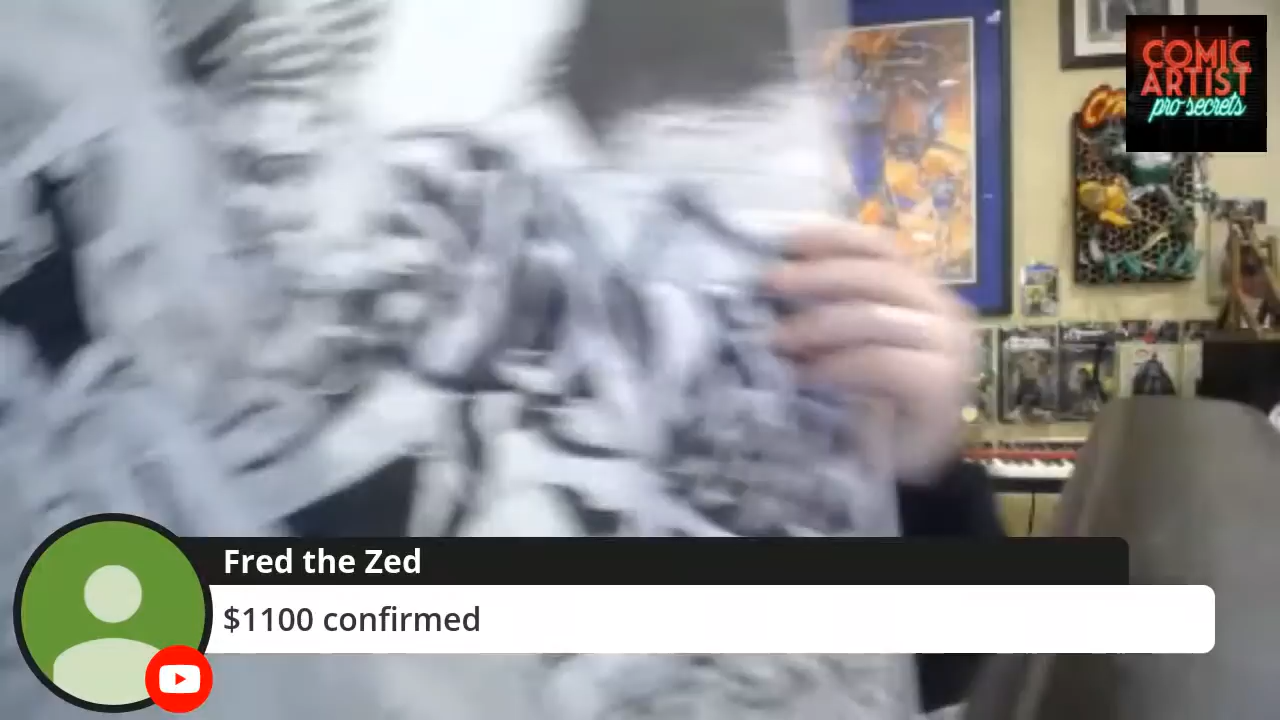 COMIC
ARTIST
pro secrets
Fred the Zed
$1100 confirmed